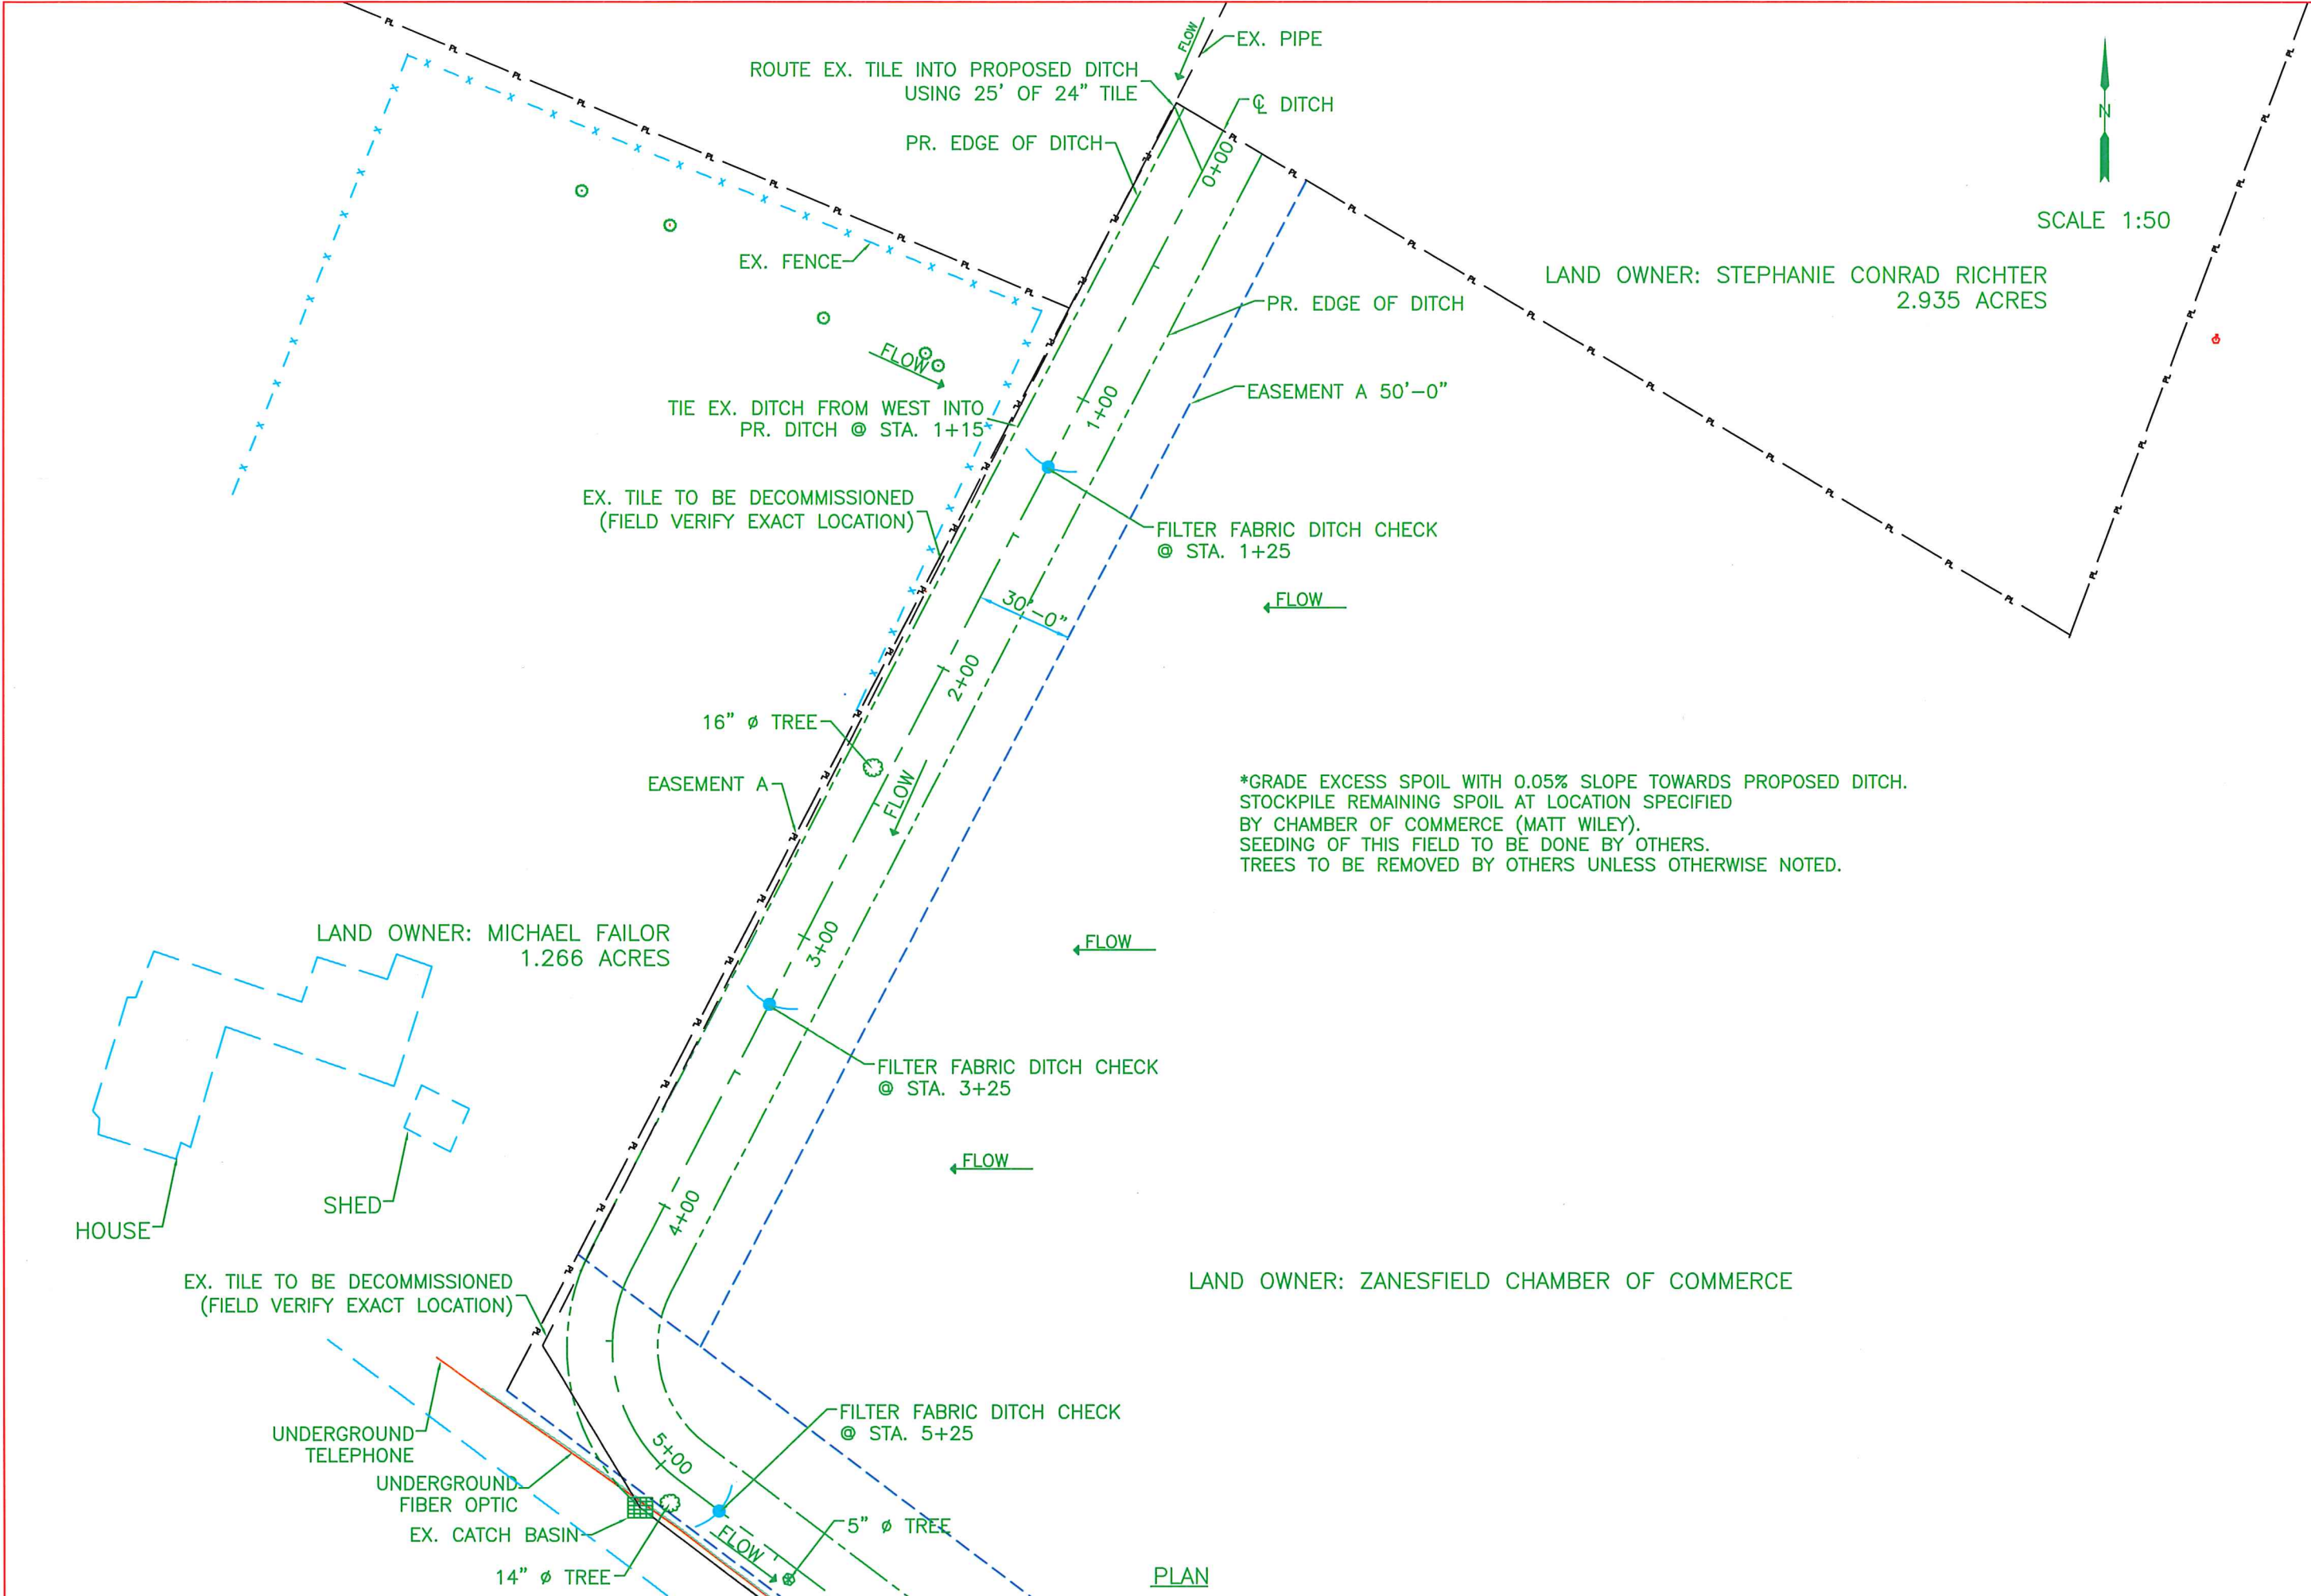 FLOW
EX. PIPE
ROUTE EX. TILE INTO PROPOSED DITCH
USING 25' OF 24" TILE
℄ DITCH
PR. EDGE OF DITCH
0+00
N
SCALE 1:50
EX. FENCE
LAND OWNER: STEPHANIE CONRAD RICHTER
2.935 ACRES
PR. EDGE OF DITCH
FLOW
EASEMENT A 50'-0"
TIE EX. DITCH FROM WEST INTO
PR. DITCH @ STA. 1+15
1+00
EX. TILE TO BE DECOMMISSIONED
(FIELD VERIFY EXACT LOCATION)
FILTER FABRIC DITCH CHECK
@ STA. 1+25
30'-0"
FLOW
2+00
16" ø TREE
FLOW
EASEMENT A
*GRADE EXCESS SPOIL WITH 0.05% SLOPE TOWARDS PROPOSED DITCH.
STOCKPILE REMAINING SPOIL AT LOCATION SPECIFIED
BY CHAMBER OF COMMERCE (MATT WILEY).
SEEDING OF THIS FIELD TO BE DONE BY OTHERS.
TREES TO BE REMOVED BY OTHERS UNLESS OTHERWISE NOTED.
LAND OWNER: MICHAEL FAILOR
1.266 ACRES
3+00
FLOW
FILTER FABRIC DITCH CHECK
@ STA. 3+25
FLOW
SHED
HOUSE
4+00
EX. TILE TO BE DECOMMISSIONED
(FIELD VERIFY EXACT LOCATION)
LAND OWNER: ZANESFIELD CHAMBER OF COMMERCE
FILTER FABRIC DITCH CHECK
@ STA. 5+25
UNDERGROUND
TELEPHONE
5+00
UNDERGROUND
FIBER OPTIC
EX. CATCH BASIN
FLOW
5" ø TREE
14" ø TREE
PLAN